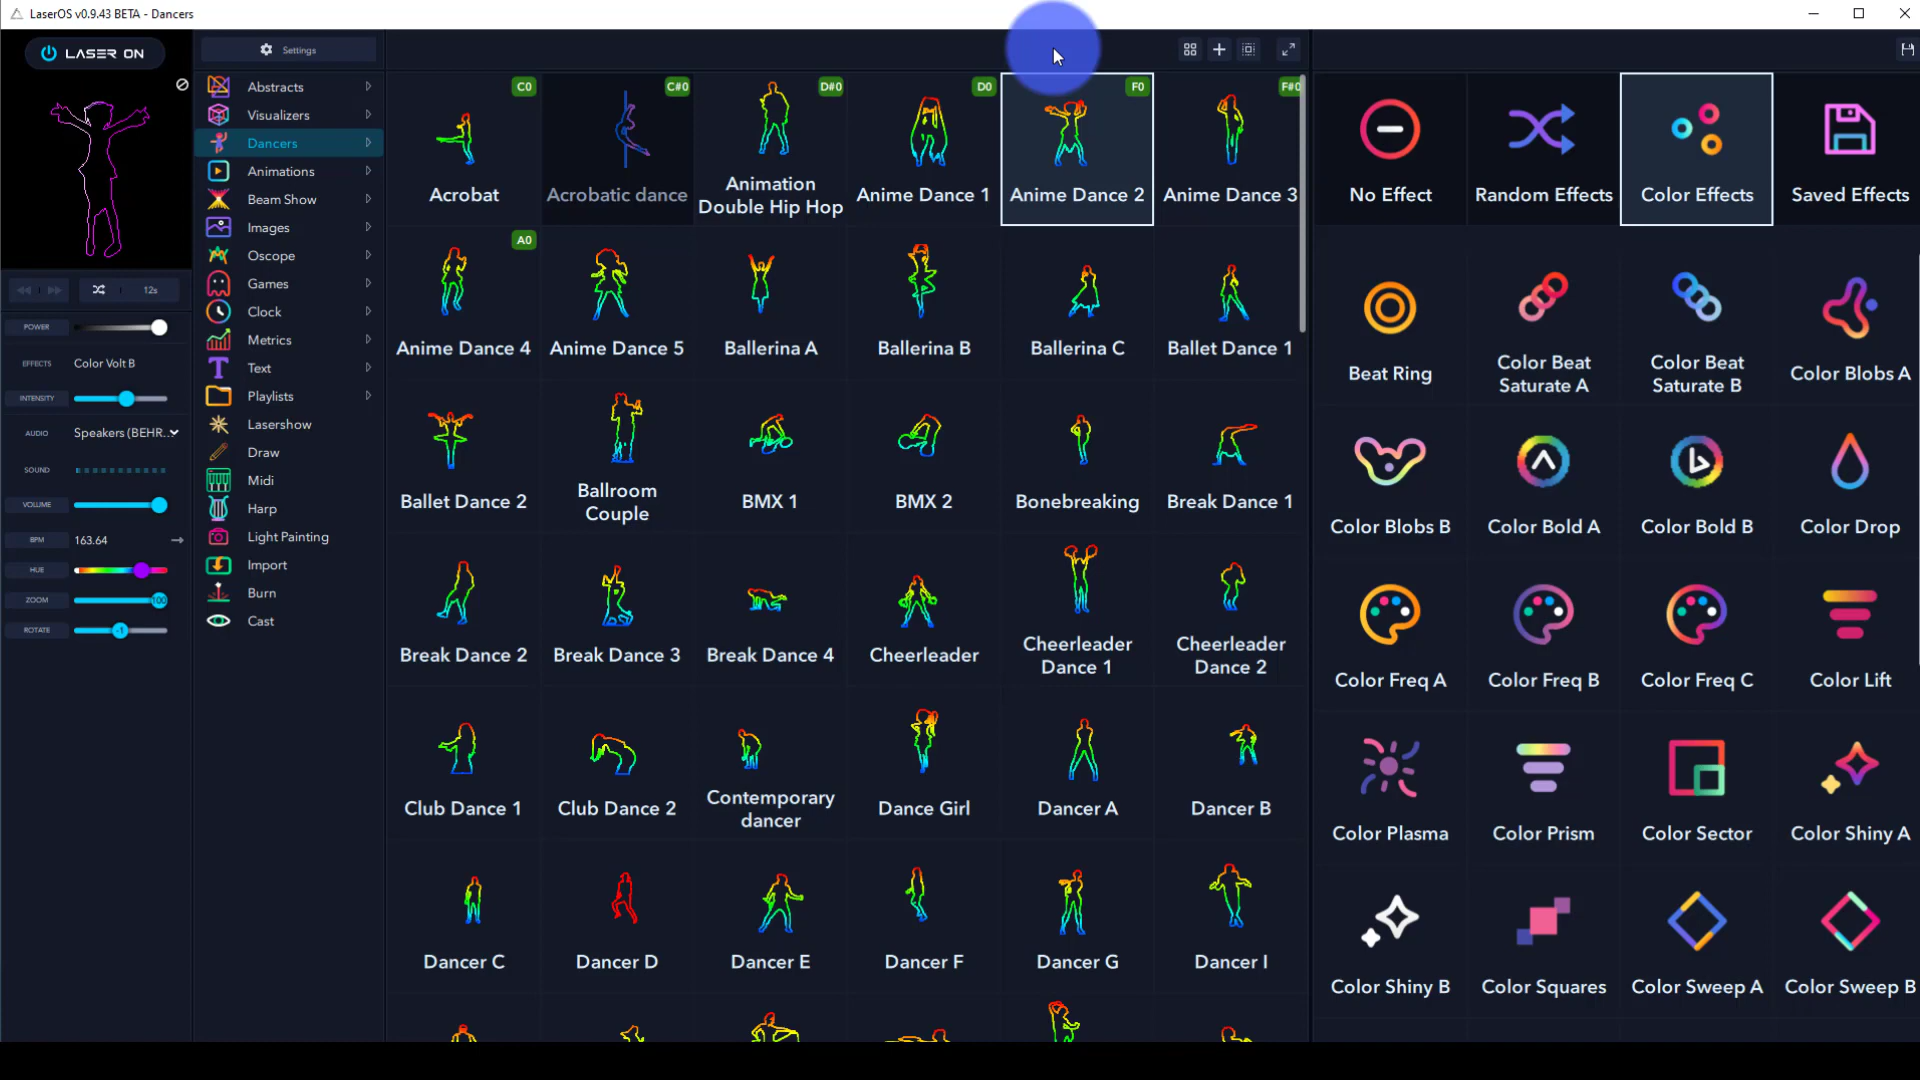 LaserOS v0.9.43 BETA - Dancers
LASER ON
12s
POWER
EFFECTS Color Volt B
INTENSITY
AUDIO Speakers (BEHR...
SOUND
VOLUME
BPM 163.64
HUE
ZOOM 100
ROTATE -1
Settings
Abstracts
Visualizers
Dancers
Animations
Beam Show
Images
Oscope
Games
Clock
Metrics
Text
Playlists
Lasershow
Draw
Midi
Harp
Light Painting
Import
Burn
Cast
C0 C#0 D#0 D0 F0 F#0
Acrobat Acrobatic dance Animation Double Hip Hop Anime Dance 1 Anime Dance 2 Anime Dance 3
A0
Anime Dance 4 Anime Dance 5 Ballerina A Ballerina B Ballerina C Ballet Dance 1
Ballet Dance 2 Ballroom Couple BMX 1 BMX 2 Bonebreaking Break Dance 1
Break Dance 2 Break Dance 3 Break Dance 4 Cheerleader Cheerleader Dance 1 Cheerleader Dance 2
Club Dance 1 Club Dance 2 Contemporary dancer Dance Girl Dancer A Dancer B
Dancer C Dancer D Dancer E Dancer F Dancer G Dancer I
No Effect Random Effects Color Effects Saved Effects
Beat Ring Color Beat Saturate A Color Beat Saturate B Color Blobs A
Color Blobs B Color Bold A Color Bold B Color Drop
Color Freq A Color Freq B Color Freq C Color Lift
Color Plasma Color Prism Color Sector Color Shiny A
Color Shiny B Color Squares Color Sweep A Color Sweep B